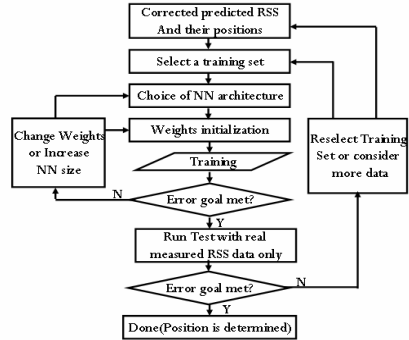 Corrected predicted RSS
And their positions
Select a training set
Choice of NN architecture
Weights initialization
Training
Change Weights
or Increase
NN size
Reselect Training
Set or consider
more data
Error goal met?
N
Y
Run Test with real
measured RSS data only
Error goal met?
N
Y
Done(Position is determined)